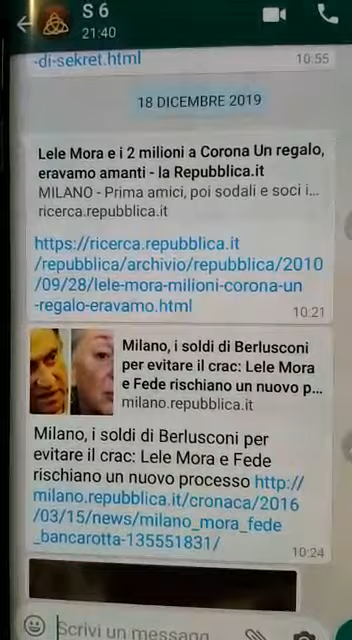 S 6
21:40
-di-sekret.html
10:55
18 DICEMBRE 2019
Lele Mora e i 2 milioni a Corona Un regalo,
eravamo amanti - la Repubblica.it
MILANO - Prima amici, poi sodali e soci i...
ricerca.repubblica.it
https://ricerca.repubblica.it
/repubblica/archivio/repubblica/2010
/09/28/lele-mora-milioni-corona-un
-regalo-eravamo.html
10:21
Milano, i soldi di Berlusconi
per evitare il crac: Lele Mora
e Fede rischiano un nuovo p...
milano.repubblica.it
Milano, i soldi di Berlusconi per
evitare il crac: Lele Mora e Fede
rischiano un nuovo processo http://
milano.repubblica.it/cronaca/2016
/03/15/news/milano_mora_fede
_bancarotta-135551831/
10:24
Scrivi un messaggo